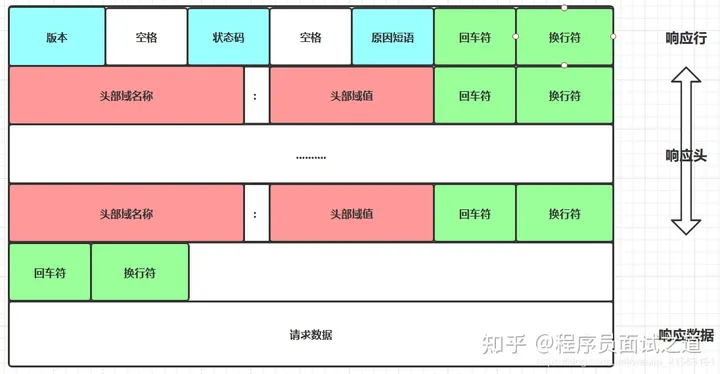 版本 空格 状态码 空格 原因短语 回车符 换行符 响应行
头部域名称 : 头部域值 回车符 换行符
.......... 响应头
头部域名称 : 头部域值 回车符 换行符
回车符 换行符
请求数据 响应数据
知乎 @程序员面试之道